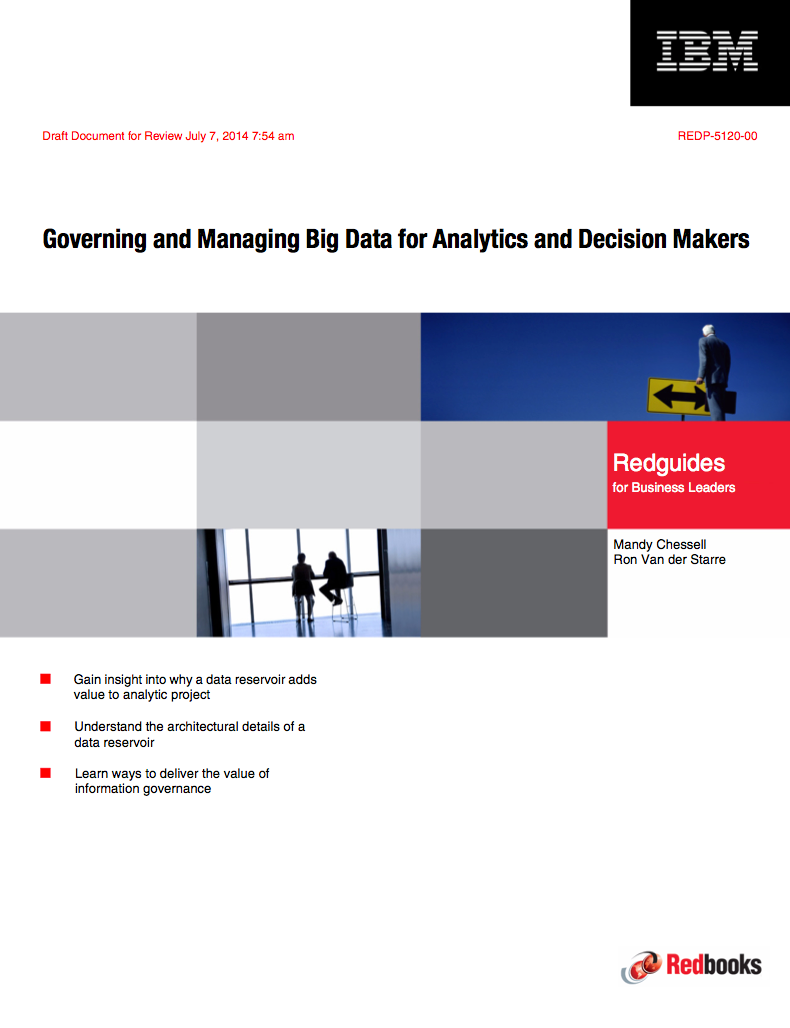 IBM
Draft Document for Review July 7, 2014 7:54 am
REDP-5120-00
Governing and Managing Big Data for Analytics and Decision Makers
Redguides
for Business Leaders
Mandy Chessell
Ron Van der Starre
Gain insight into why a data reservoir adds
value to analytic project
Understand the architectural details of a
data reservoir
Learn ways to deliver the value of
information governance
Redbooks